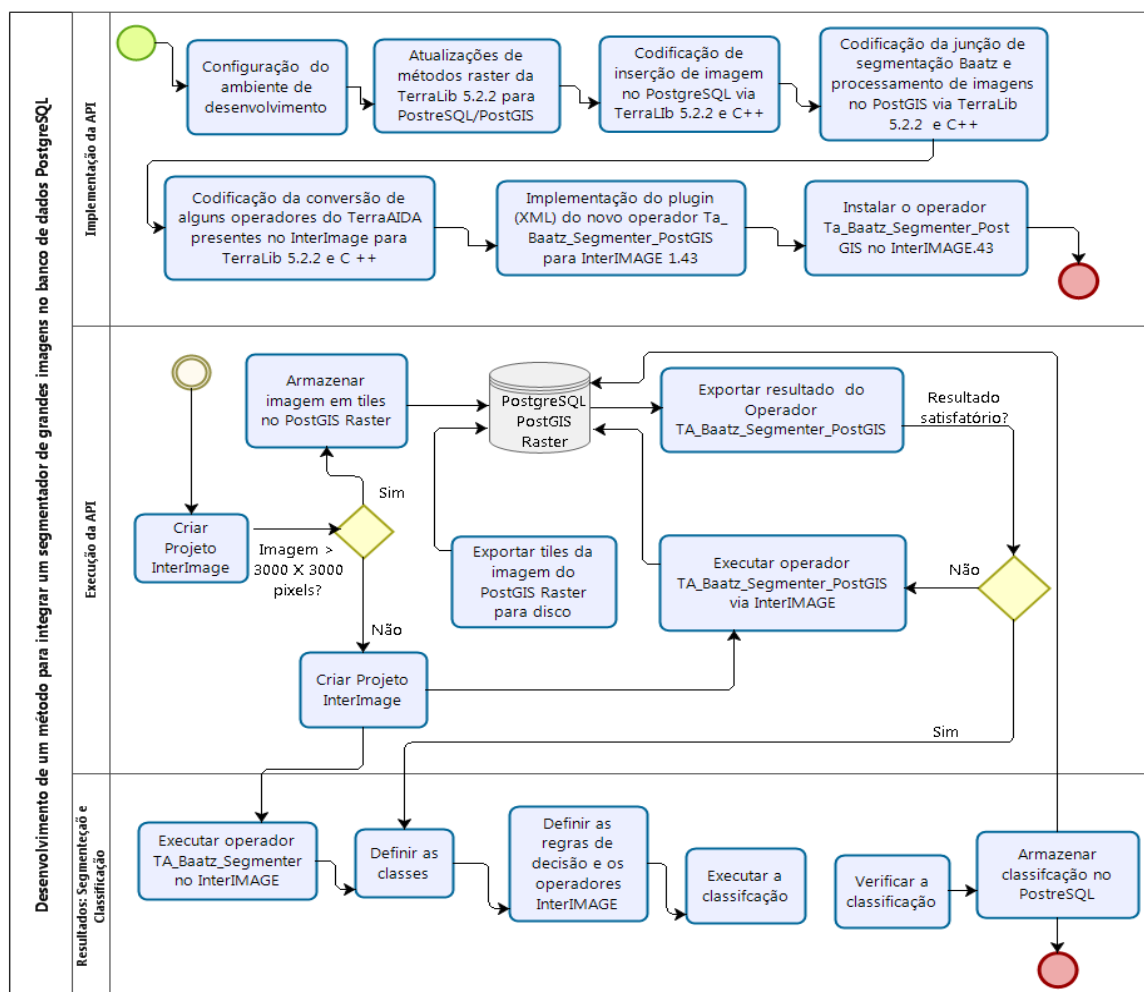 Desenvolvimento de um método para integrar um segmentador de grandes imagens no banco de dados PostgreSQL
Implementação da API
Configuração do
ambiente de
desenvolvimento
Atualizações de
métodos raster da
TerraLib 5.2.2 para
PostreSQL/PostGIS
Codificação de
inserção de imagem
no PostgreSQL via
TerraLIb 5.2.2 e C++
Codificação da junção de
segmentação Baatz e
processamento de imagens
no PostGIS via TerraLib
5.2.2 e C++
Codificação da conversão de
alguns operadores do TerraAIDA
presentes no InterImage para
TerraLib 5.2.2 e C ++
Implementação do plugin
(XML) do novo operador Ta_
Baatz_Segmenter_PostGIS
para InterIMAGE 1.43
Instalar o operador
Ta_Baatz_Segmenter_Post
GIS no InterIMAGE.43
Execução da API
Armazenar
imagem em tiles
no PostGIS Raster
PostgreSQL
PostGIS
Raster
Exportar resultado do
Operador
TA_Baatz_Segmenter_PostGIS
Resultado
satisfatório?
Sim
Criar
Projeto
InterImage
Imagem >
3000 X 3000
pixels?
Exportar tiles da
imagem do
PostGIS Raster
para disco
Executar operador
TA_Baatz_Segmenter_PostGIS
via InterIMAGE
Não
Não
Criar Projeto
InterImage
Sim
Resultados: Segmenteção e
Classificação
Executar operador
TA_Baatz_Segmenter
no InterIMAGE
Definir as
classes
Definir as
regras de
decisão e os
operadores
InterIMAGE
Executar a
classifcação
Verificar a
classificação
Armazenar
classifcação no
PostreSQL